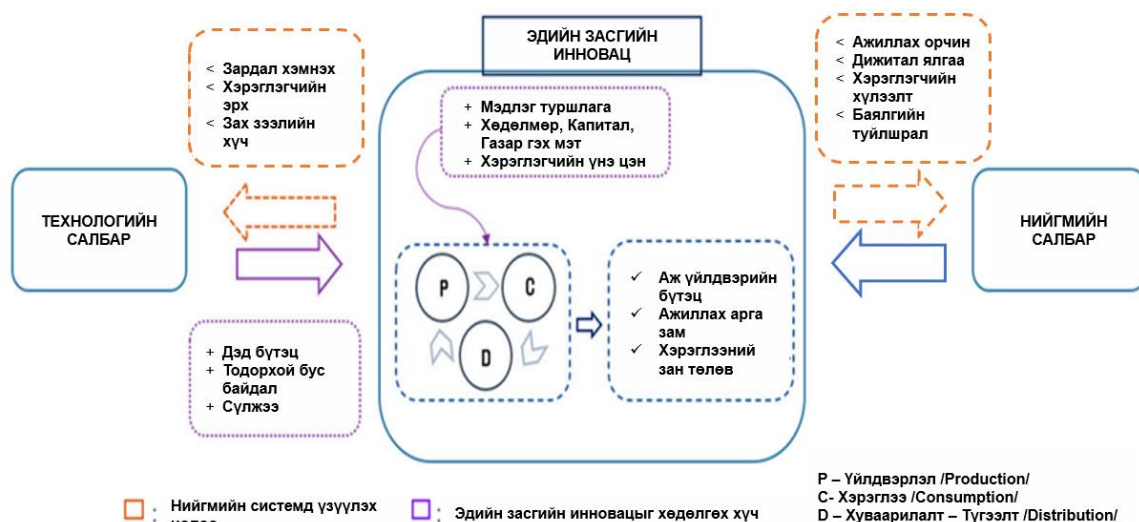 ЭДИЙН ЗАСГИЙН
ИННОВАЦ
< Зардал хэмнэх
< Хэрэглэгчийн
эрх
< Зах зээлийн
хүч
+ Мэдлэг туршлага
+ Хөдөлмөр, Капитал,
Газар гэх мэт
+ Хэрэглэгчийн үнэ цэн
< Ажиллах орчин
< Дижитал ялгаа
< Хэрэглэгчийн
хүлээлт
< Баялгийн
туйлшрал
ТЕХНОЛОГИЙН
САЛБАР
P
C
D
✓ Аж үйлдвэрийн
бүтэц
✓ Ажиллах арга
зам
✓ Хэрэглээний
зан төлөв
НИЙГМИЙН
САЛБАР
+ Дэд бүтэц
+ Тодорхой бус
байдал
+ Сүлжээ
: Нийгмийн системд үзүүлэх
: Эдийн засгийн инновацыг хөдөлгөх хүч
P – Үйлдвэрлэл /Production/
C- Хэрэглээ /Consumption/
D – Хуваарилалт – Түгээлт /Distribution/